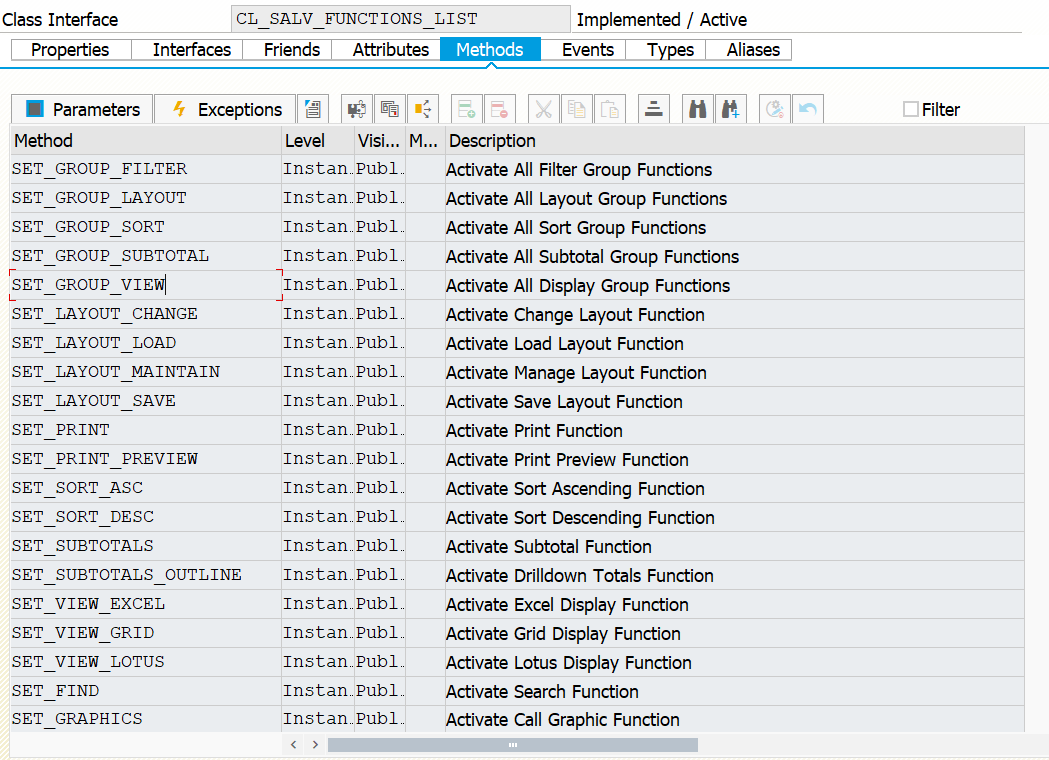 Class Interface CL_SALV_FUNCTIONS_LIST Implemented / Active
Properties Interfaces Friends Attributes Methods Events Types Aliases
Parameters Exceptions Filter
Method Level Visi... M... Description
SET_GROUP_FILTER Instan.. Publ.. Activate All Filter Group Functions
SET_GROUP_LAYOUT Instan.. Publ.. Activate All Layout Group Functions
SET_GROUP_SORT Instan.. Publ.. Activate All Sort Group Functions
SET_GROUP_SUBTOTAL Instan.. Publ.. Activate All Subtotal Group Functions
SET_GROUP_VIEW Instan.. Publ.. Activate All Display Group Functions
SET_LAYOUT_CHANGE Instan.. Publ.. Activate Change Layout Function
SET_LAYOUT_LOAD Instan.. Publ.. Activate Load Layout Function
SET_LAYOUT_MAINTAIN Instan.. Publ.. Activate Manage Layout Function
SET_LAYOUT_SAVE Instan.. Publ.. Activate Save Layout Function
SET_PRINT Instan.. Publ.. Activate Print Function
SET_PRINT_PREVIEW Instan.. Publ.. Activate Print Preview Function
SET_SORT_ASC Instan.. Publ.. Activate Sort Ascending Function
SET_SORT_DESC Instan.. Publ.. Activate Sort Descending Function
SET_SUBTOTALS Instan.. Publ.. Activate Subtotal Function
SET_SUBTOTALS_OUTLINE Instan.. Publ.. Activate Drilldown Totals Function
SET_VIEW_EXCEL Instan.. Publ.. Activate Excel Display Function
SET_VIEW_GRID Instan.. Publ.. Activate Grid Display Function
SET_VIEW_LOTUS Instan.. Publ.. Activate Lotus Display Function
SET_FIND Instan.. Publ.. Activate Search Function
SET_GRAPHICS Instan.. Publ.. Activate Call Graphic Function